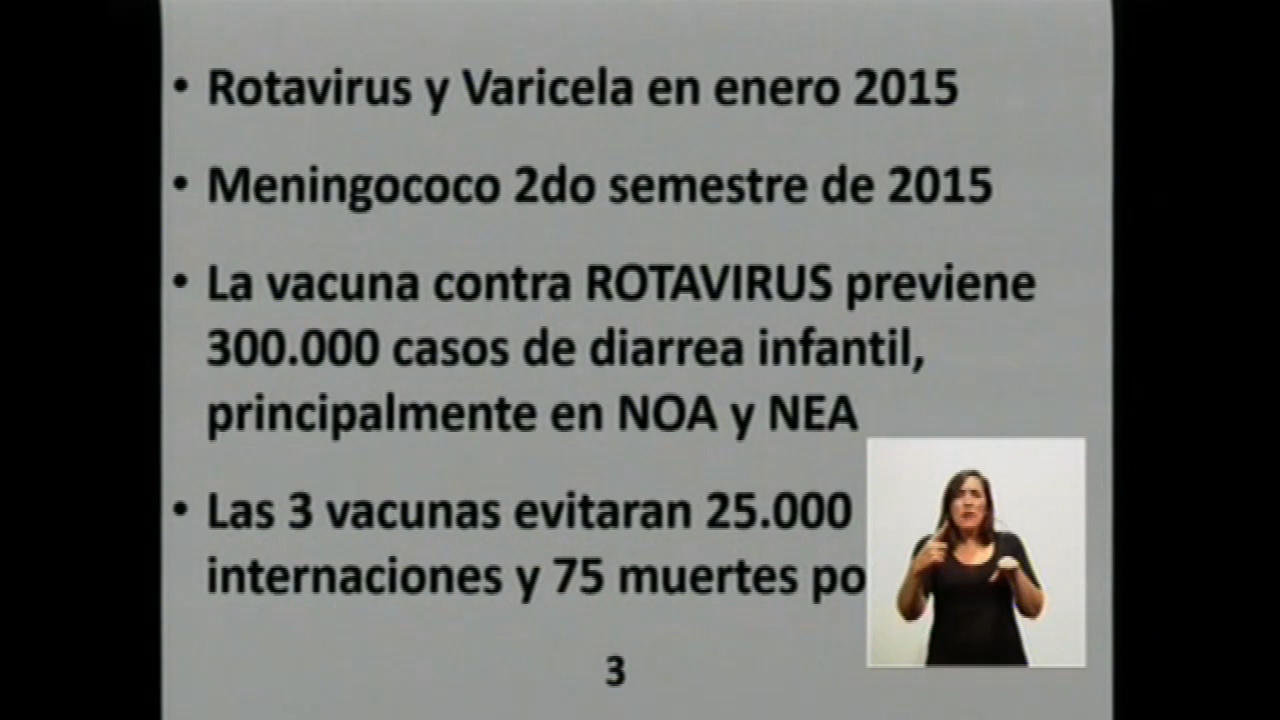 • Rotavirus y Varicela en enero 2015
• Meningococo 2do semestre de 2015
• La vacuna contra ROTAVIRUS previene
300.000 casos de diarrea infantil,
principalmente en NOA y NEA
• Las 3 vacunas evitaran 25.000
internaciones y 75 muertes po
3